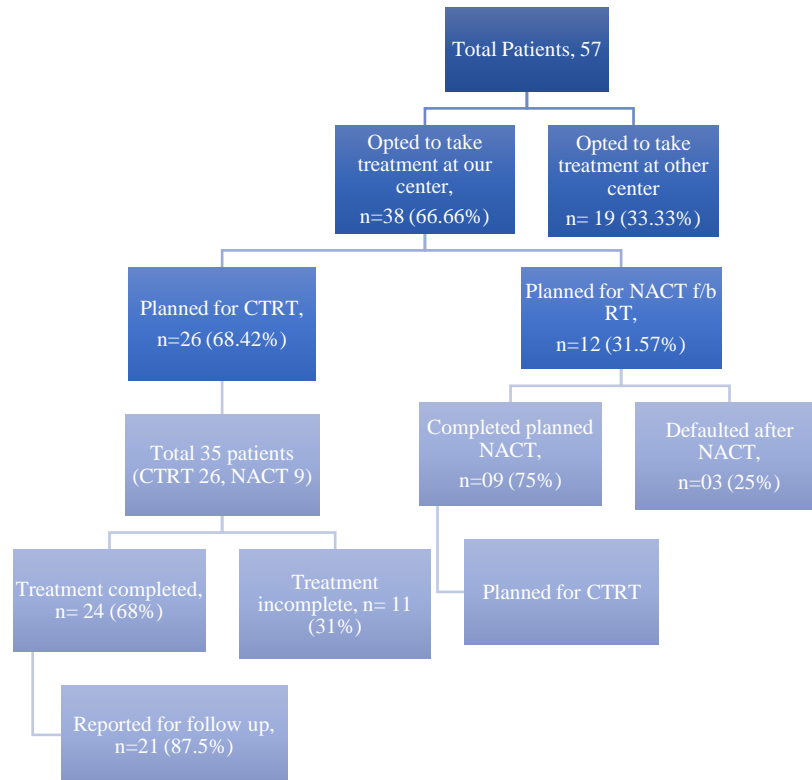 Total Patients, 57
Opted to take
treatment at our
center,
n=38 (66.66%)
Opted to take
treatment at other
center
n= 19 (33.33%)
Planned for CTRT,
n=26 (68.42%)
Planned for NACT f/b
RT,
n=12 (31.57%)
Total 35 patients
(CTRT 26, NACT 9)
Completed planned
NACT,
n=09 (75%)
Defaulted after
NACT,
n=03 (25%)
Treatment completed,
n= 24 (68%)
Treatment
incomplete, n= 11
(31%)
Planned for CTRT
Reported for follow up,
n=21 (87.5%)